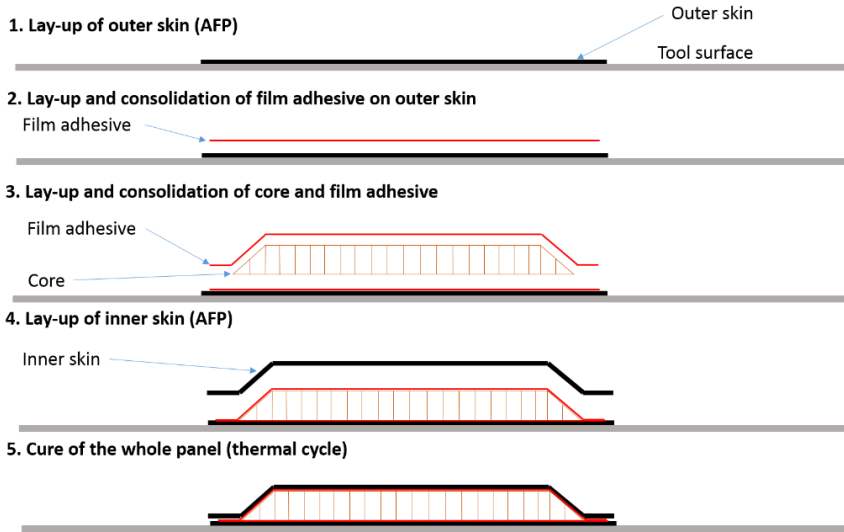 1. Lay-up of outer skin (AFP)
Outer skin
Tool surface
2. Lay-up and consolidation of film adhesive on outer skin
Film adhesive
3. Lay-up and consolidation of core and film adhesive
Film adhesive
Core
4. Lay-up of inner skin (AFP)
Inner skin
5. Cure of the whole panel (thermal cycle)